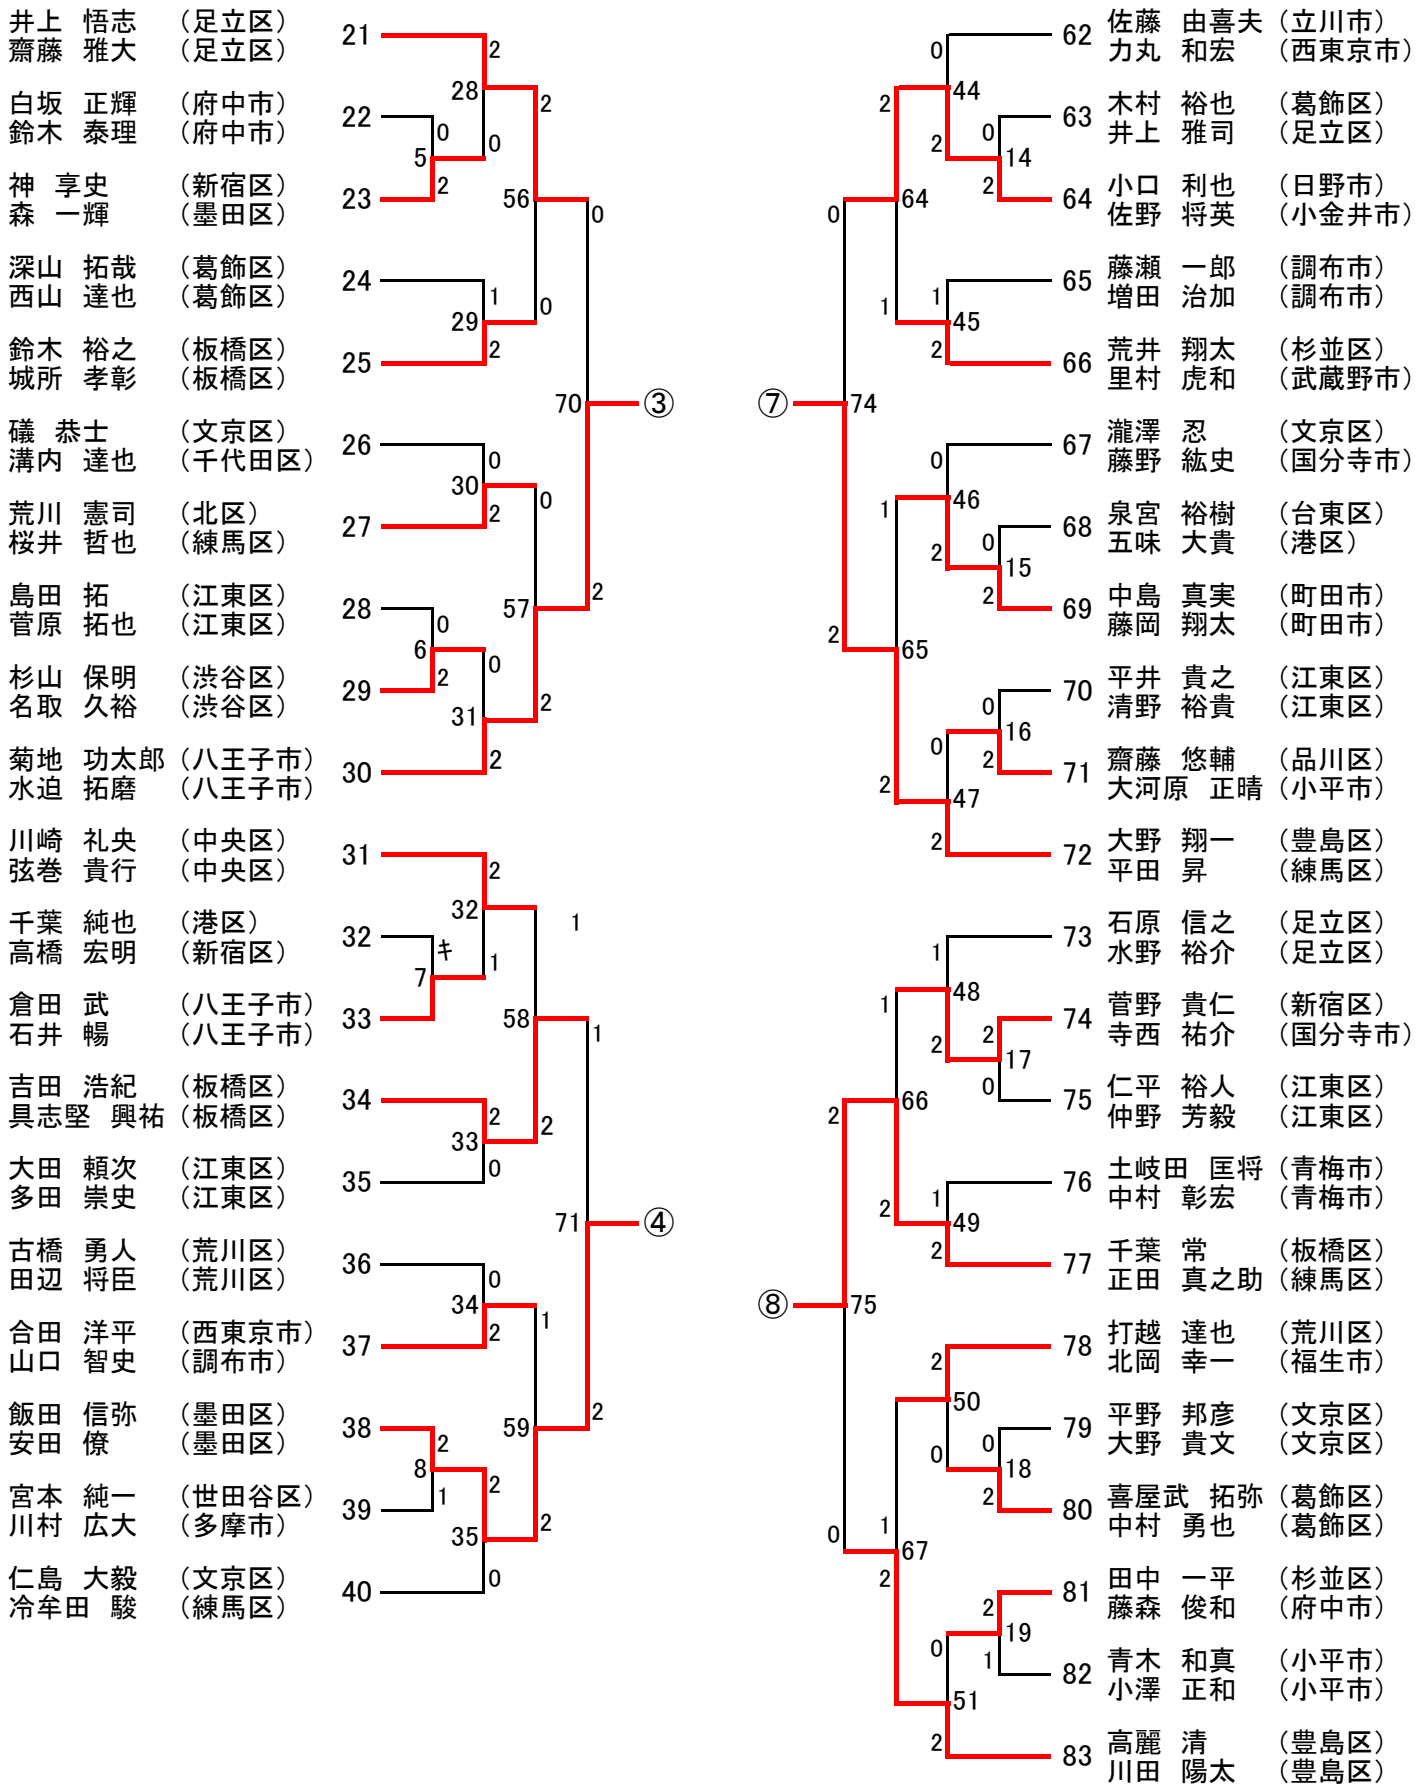 井上 悟志 (足立区)
齋藤 雅大 (足立区)
21
白坂 正輝 (府中市)
鈴木 泰理 (府中市)
22
神 享史 (新宿区)
森 一輝 (墨田区)
23
深山 拓哉 (葛飾区)
西山 達也 (葛飾区)
24
鈴木 裕之 (板橋区)
城所 孝彰 (板橋区)
25
礒 恭士 (文京区)
溝内 達也 (千代田区)
26
荒川 憲司 (北区)
桜井 哲也 (練馬区)
27
島田 拓 (江東区)
菅原 拓也 (江東区)
28
杉山 保明 (渋谷区)
名取 久裕 (渋谷区)
29
菊地 功太郎 (八王子市)
水迫 拓磨 (八王子市)
30
川崎 礼央 (中央区)
弦巻 貴行 (中央区)
31
千葉 純也 (港区)
高橋 宏明 (新宿区)
32
倉田 武 (八王子市)
石井 暢 (八王子市)
33
吉田 浩紀 (板橋区)
具志堅 興祐 (板橋区)
34
大田 頼次 (江東区)
多田 崇史 (江東区)
35
古橋 勇人 (荒川区)
田辺 将臣 (荒川区)
36
合田 洋平 (西東京市)
山口 智史 (調布市)
37
飯田 信弥 (墨田区)
安田 僚 (墨田区)
38
宮本 純一 (世田谷区)
川村 広大 (多摩市)
39
仁島 大毅 (文京区)
冷牟田 駿 (練馬区)
40
2
28
2
0
0
5
2
56
0
1
0
29
2
70
③
0
30
0
2
2
57
0
6
0
2
31
2
2
2
32
1
キ
1
7
58
1
2
2
33
0
71
④
0
34
1
2
2
59
2
8
2
1
35
2
0
62
佐藤 由喜夫 (立川市)
力丸 和宏 (西東京市)
63
木村 裕也 (葛飾区)
井上 雅司 (足立区)
64
小口 利也 (日野市)
佐野 将英 (小金井市)
65
藤瀬 一郎 (調布市)
増田 治加 (調布市)
66
荒井 翔太 (杉並区)
里村 虎和 (武蔵野市)
67
瀧澤 忍 (文京区)
藤野 紘史 (国分寺市)
68
泉宮 裕樹 (台東区)
五味 大貴 (港区)
69
中島 真実 (町田市)
藤岡 翔太 (町田市)
70
平井 貴之 (江東区)
清野 裕貴 (江東区)
71
齋藤 悠輔 (品川区)
大河原 正晴 (小平市)
72
大野 翔一 (豊島区)
平田 昇 (練馬区)
73
石原 信之 (足立区)
水野 裕介 (足立区)
74
菅野 貴仁 (新宿区)
寺西 祐介 (国分寺市)
75
仁平 裕人 (江東区)
仲野 芳毅 (江東区)
76
土岐田 匡将 (青梅市)
中村 彰宏 (青梅市)
77
千葉 常 (板橋区)
正田 真之助 (練馬区)
78
打越 達也 (荒川区)
北岡 幸一 (福生市)
79
平野 邦彦 (文京区)
大野 貴文 (文京区)
80
喜屋武 拓弥 (葛飾区)
中村 勇也 (葛飾区)
81
田中 一平 (杉並区)
藤森 俊和 (府中市)
82
青木 和真 (小平市)
小澤 正和 (小平市)
83
高麗 清 (豊島区)
川田 陽太 (豊島区)
0
44
2
0
2
14
2
64
0
1
1
45
2
⑦
74
0
1
46
0
2
15
2
2
65
0
0
16
2
2
47
2
1
1
48
2
2
17
0
2
66
1
2
49
2
⑧
75
2
50
0
0
18
2
1
0
67
2
2
0
19
1
51
2